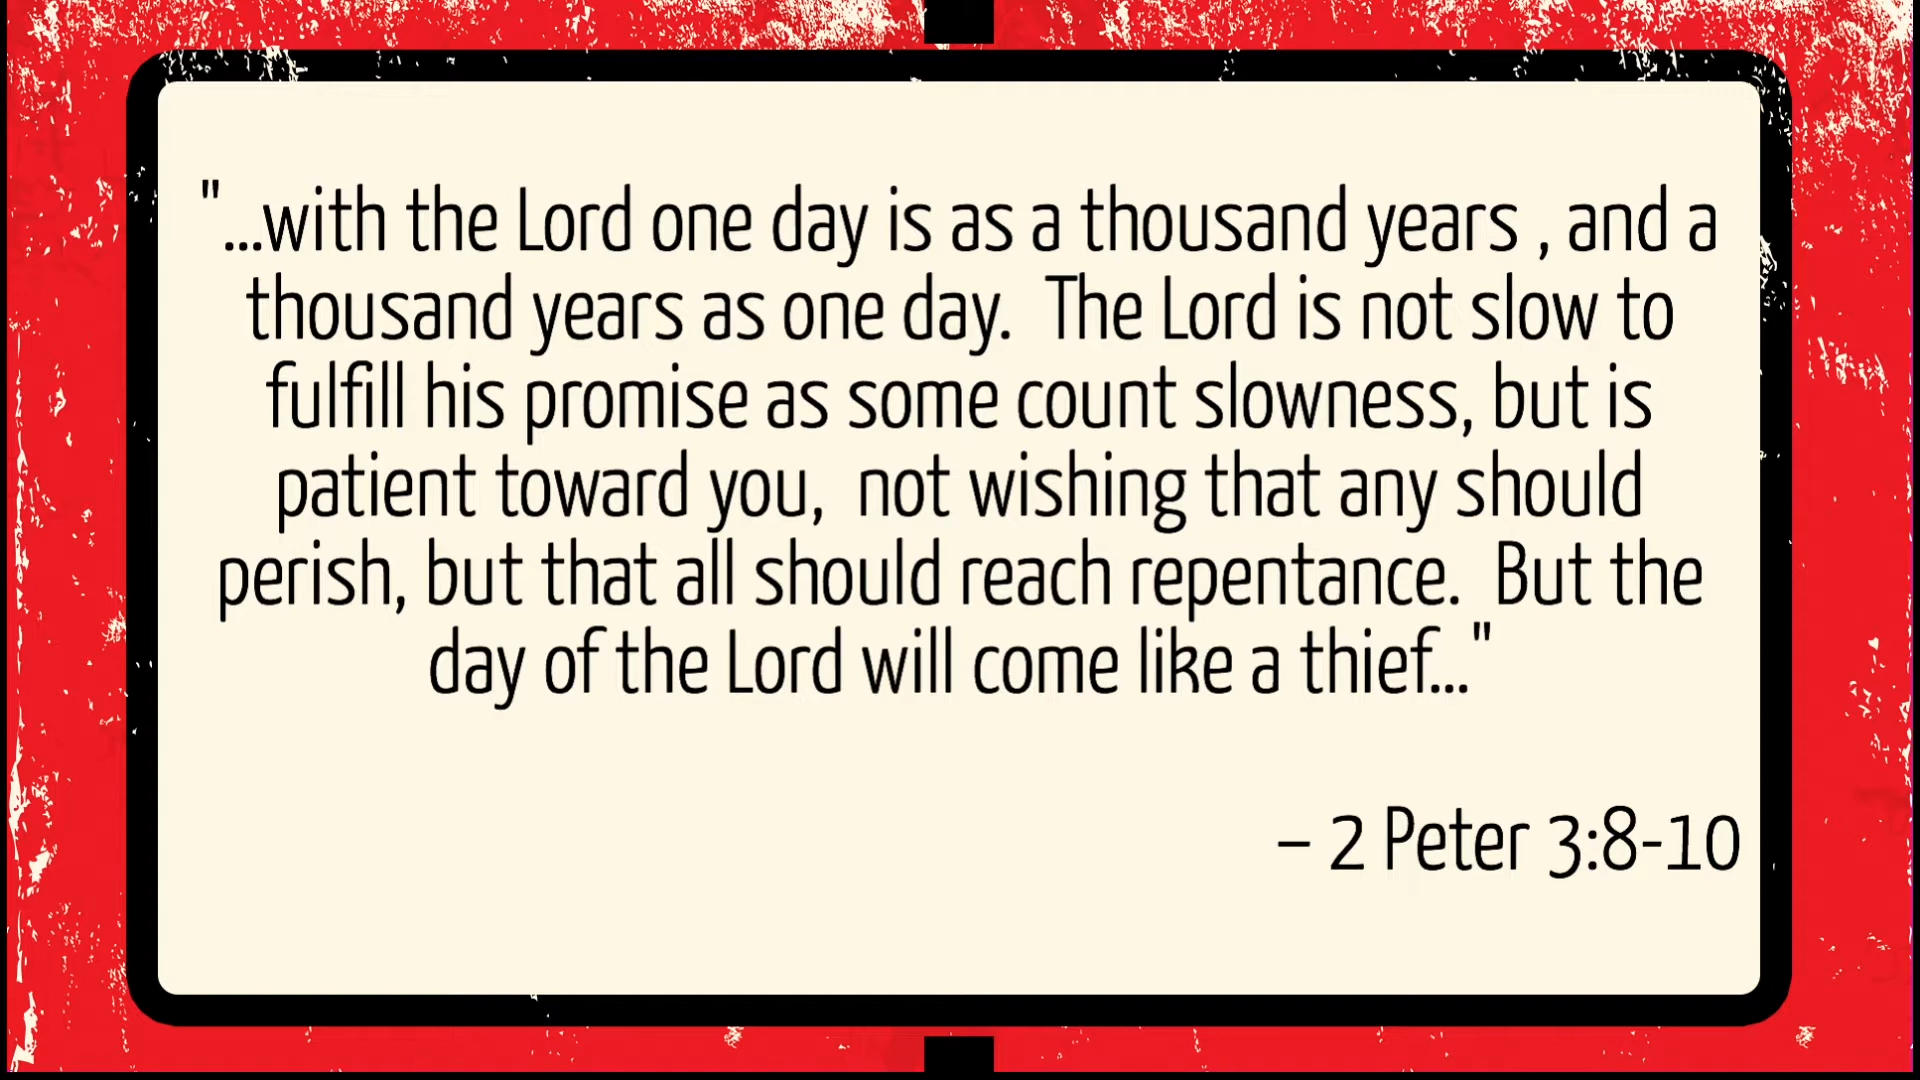 "...with the Lord one day is as a thousand years , and a
thousand years as one day.  The Lord is not slow to
fulfill his promise as some count slowness, but is
patient toward you,  not wishing that any should
perish, but that all should reach repentance.  But the
day of the Lord will come like a thief..."
– 2 Peter 3:8-10